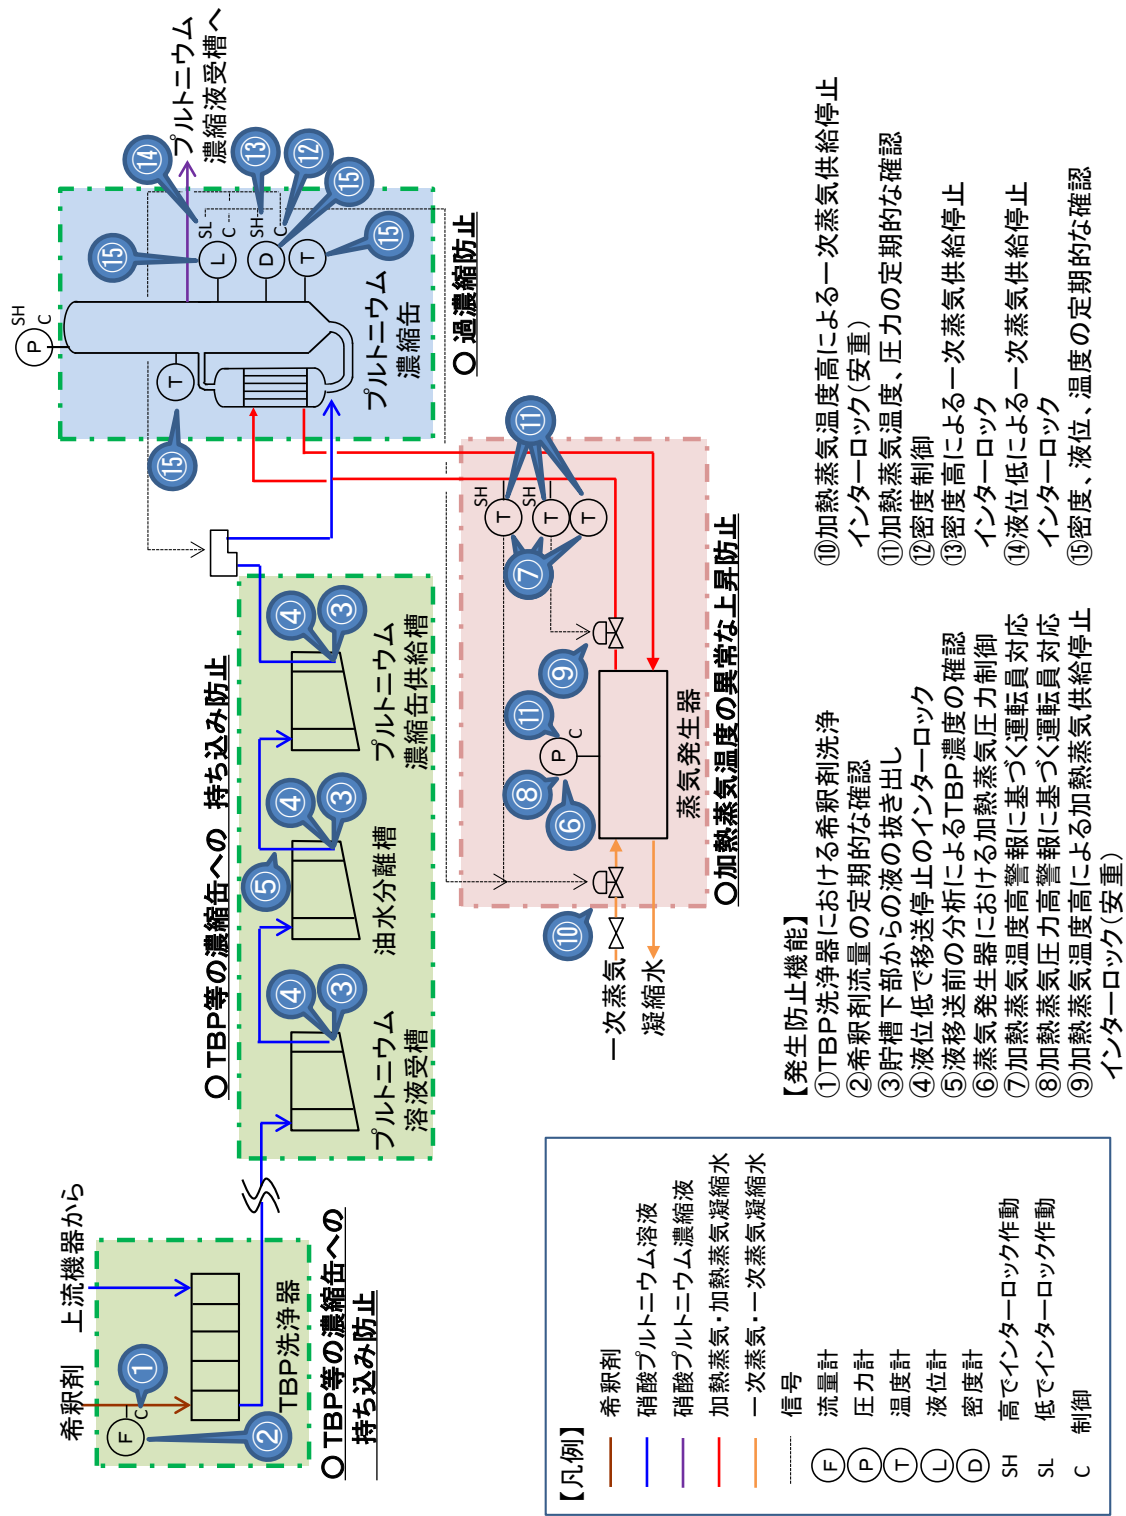 希釈剤
上流機器から
F
C
①
②
TBP洗浄器
○TBP等の濃縮缶への
持ち込み防止
○TBP等の濃縮缶への 持ち込み防止
④
③
プルトニウム
溶液受槽
⑤
④
③
油水分離槽
④
③
プルトニウム
濃縮缶供給槽
P
SH
C
T
⑮
⑮
L
SL
C
⑭
D
SH
C
⑬
⑫
⑮
T
⑮
プルトニウム
濃縮液受槽へ
プルトニウム
濃縮缶
○過濃縮防止
一次蒸気
凝縮水
⑩
⑥
⑧
P
C
⑪
⑨
蒸気発生器
⑦
T
SH
T
SH
T
⑪
○加熱蒸気温度の異常な上昇防止
【凡例】
希釈剤
硝酸プルトニウム溶液
硝酸プルトニウム濃縮液
加熱蒸気・加熱蒸気凝縮水
一次蒸気・一次蒸気凝縮水
信号
F 流量計
P 圧力計
T 温度計
L 液位計
D 密度計
SH 高でインターロック作動
SL 低でインターロック作動
C 制御
【発生防止機能】
①TBP洗浄器における希釈剤洗浄
②希釈剤流量の定期的な確認
③貯槽下部からの液の抜き出し
④液位低で移送停止のインターロック
⑤液移送前の分析によるTBP濃度の確認
⑥蒸気発生器における加熱蒸気圧力制御
⑦加熱蒸気温度高警報に基づく運転員対応
⑧加熱蒸気圧力高警報に基づく運転員対応
⑨加熱蒸気温度高による加熱蒸気供給停止
インターロック(安重)
⑩加熱蒸気温度高による一次蒸気供給停止
インターロック(安重)
⑪加熱蒸気温度、圧力の定期的な確認
⑫密度制御
⑬密度高による一次蒸気供給停止
インターロック
⑭液位低による一次蒸気供給停止
インターロック
⑮密度、液位、温度の定期的な確認